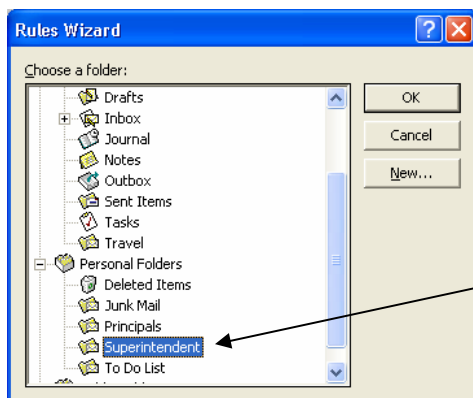 Rules Wizard
Choose a folder:
Drafts
Inbox
Journal
Notes
Outbox
Sent Items
Tasks
Travel
Personal Folders
Deleted Items
Junk Mail
Principals
Superintendent
To Do List
OK
Cancel
New...